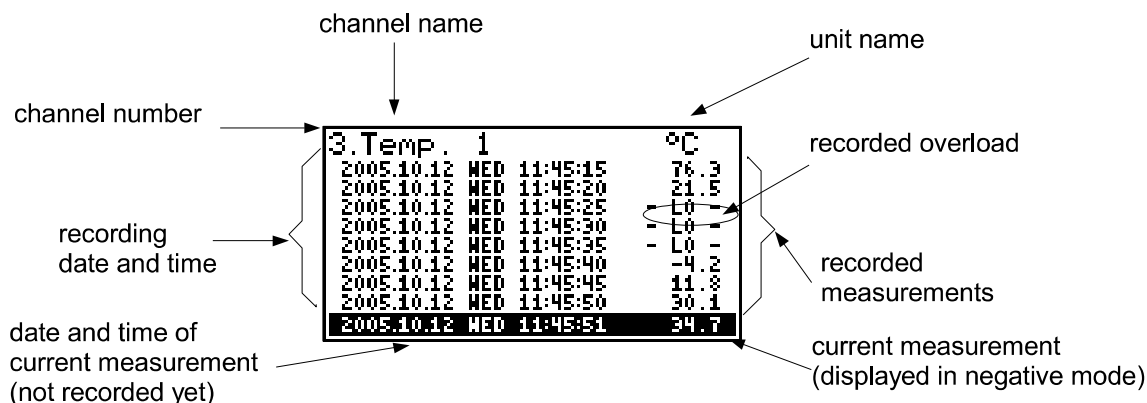 channel name
unit name
channel number
recorded overload
3.Temp. 1 °C
2005.10.12 WED 11:45:15 76.3
2005.10.12 WED 11:45:20 21.5
2005.10.12 WED 11:45:25 - LO -
2005.10.12 WED 11:45:30 - LO -
2005.10.12 WED 11:45:35 - LO -
2005.10.12 WED 11:45:40 -4.2
2005.10.12 WED 11:45:45 11.8
2005.10.12 WED 11:45:50 30.1
2005.10.12 WED 11:45:51 34.7
recording
date and time
recorded
measurements
date and time of
current measurement
(not recorded yet)
current measurement
(displayed in negative mode)